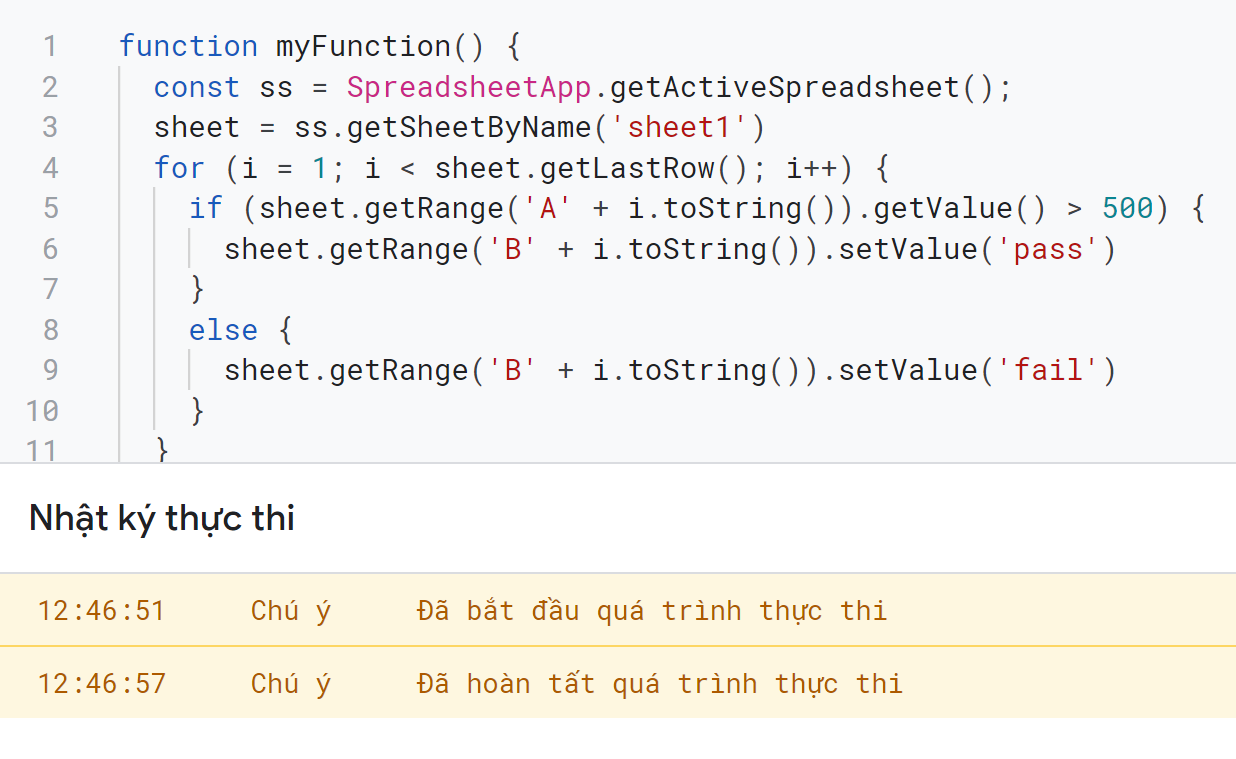 1 function myFunction() {
2 const ss = SpreadsheetApp.getActiveSpreadsheet();
3 sheet = ss.getSheetByName('sheet1')
4 for (i = 1; i < sheet.getLastRow(); i++) {
5 if (sheet.getRange('A' + i.toString()).getValue() > 500) {
6 sheet.getRange('B' + i.toString()).setValue('pass')
7 }
8 else {
9 sheet.getRange('B' + i.toString()).setValue('fail')
10 }
11 }
Nhật ký thực thi
12:46:51 Chú ý Đã bắt đầu quá trình thực thi
12:46:57 Chú ý Đã hoàn tất quá trình thực thi